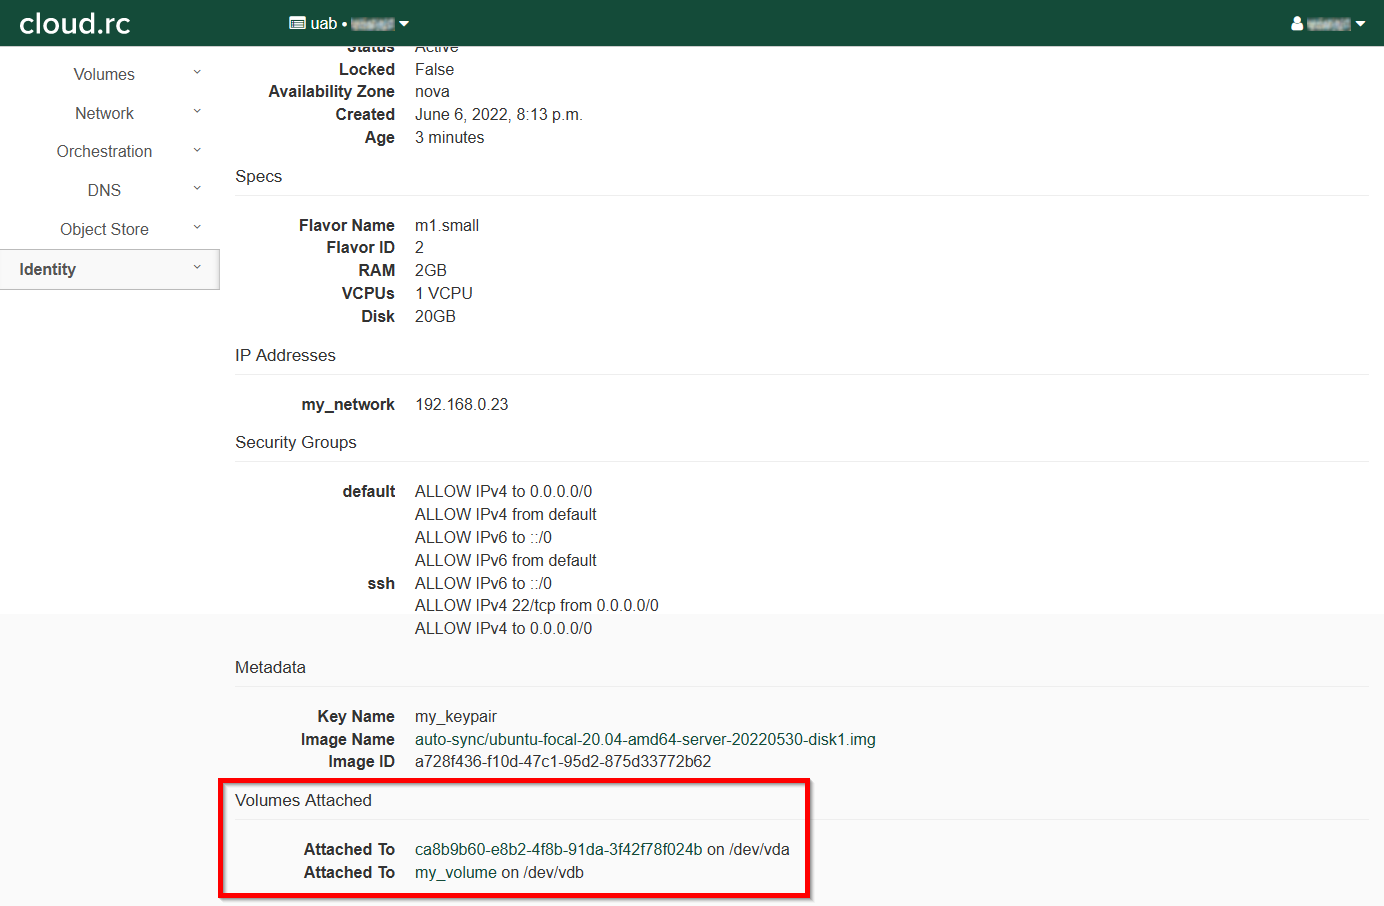 cloud.rc
uab •
Volumes
Network
Orchestration
DNS
Object Store
Identity
Status Active
Locked False
Availability Zone nova
Created June 6, 2022, 8:13 p.m.
Age 3 minutes
Specs
Flavor Name m1.small
Flavor ID 2
RAM 2GB
VCPUs 1 VCPU
Disk 20GB
IP Addresses
my_network 192.168.0.23
Security Groups
default ALLOW IPv4 to 0.0.0.0/0
ALLOW IPv4 from default
ALLOW IPv6 to ::/0
ALLOW IPv6 from default
ssh ALLOW IPv6 to ::/0
ALLOW IPv4 22/tcp from 0.0.0.0/0
ALLOW IPv4 to 0.0.0.0/0
Metadata
Key Name my_keypair
Image Name auto-sync/ubuntu-focal-20.04-amd64-server-20220530-disk1.img
Image ID a728f436-f10d-47c1-95d2-875d33772b62
Volumes Attached
Attached To ca8b9b60-e8b2-4f8b-91da-3f42f78f024b on /dev/vda
Attached To my_volume on /dev/vdb